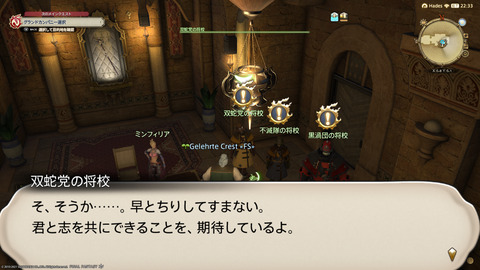 Hades
22:33
グランドカンパニー選択
双蛇党の将校
双蛇党の将校
不滅隊の将校
黒渦団の将校
ミンフィリア
Gelehrte Crest «FS»
双蛇党の将校
そ、そうか……。早とちりしてすまない。
君と志を共にできることを、期待しているよ。
FINAL FANTASY XIV